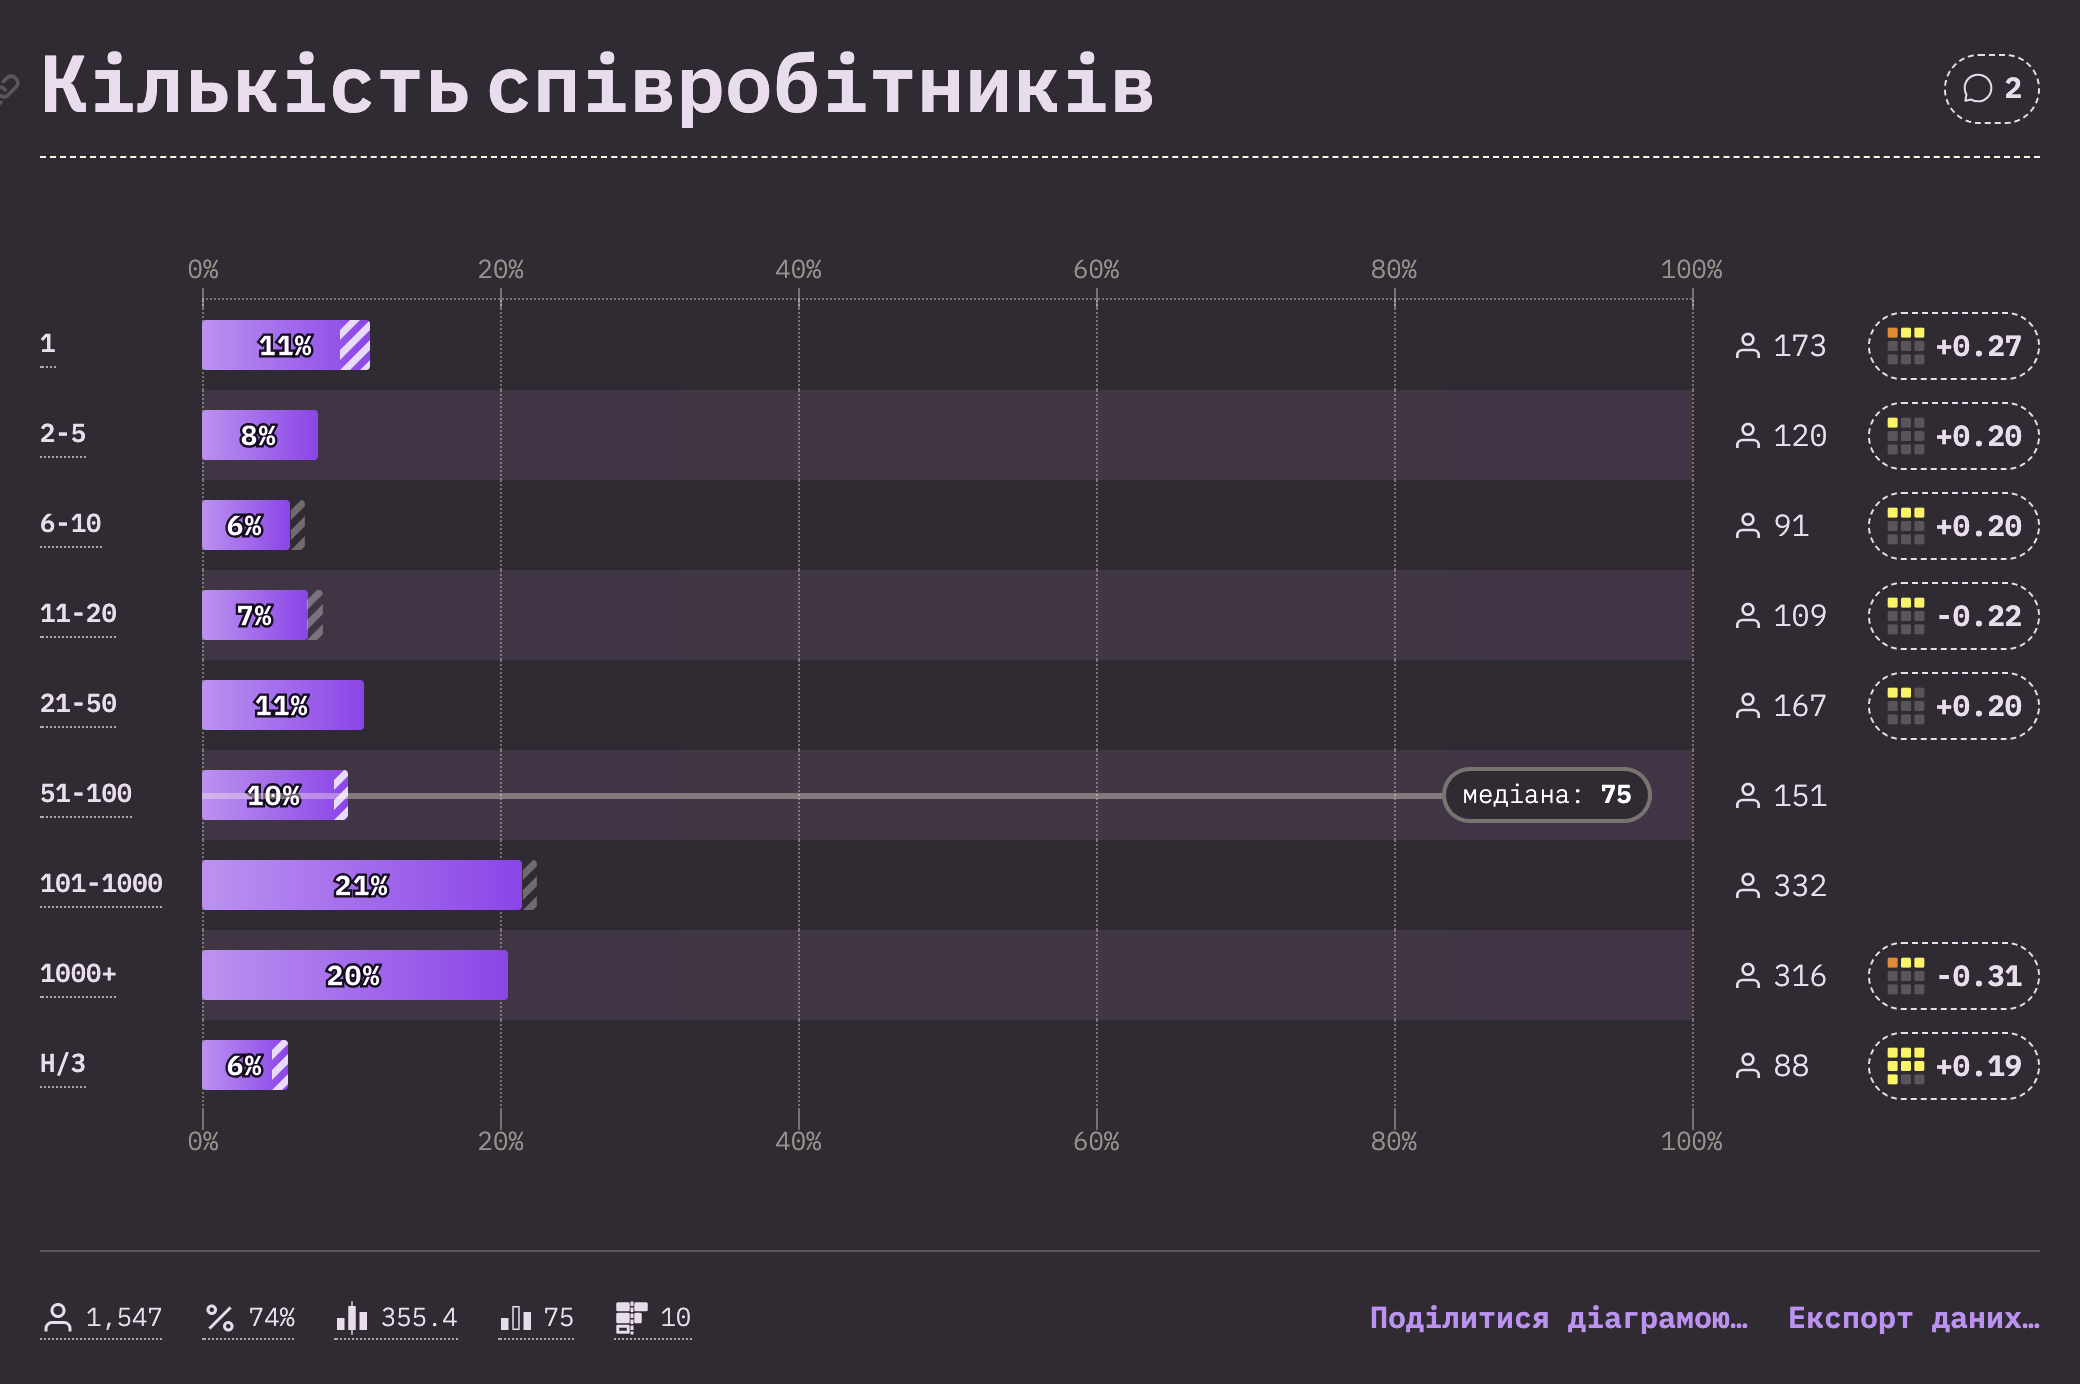 Кількість співробітників
2
0% 20% 40% 60% 80% 100%
1 11% 173 +0.27
2-5 8% 120 +0.20
6-10 6% 91 +0.20
11-20 7% 109 -0.22
21-50 11% 167 +0.20
51-100 10% медіана: 75 151
101-1000 21% 332
1000+ 20% 316 -0.31
Н/З 6% 88 +0.19
0% 20% 40% 60% 80% 100%
1,547 % 74% 355.4 75 10 Поділитися діаграмою… Експорт даних…